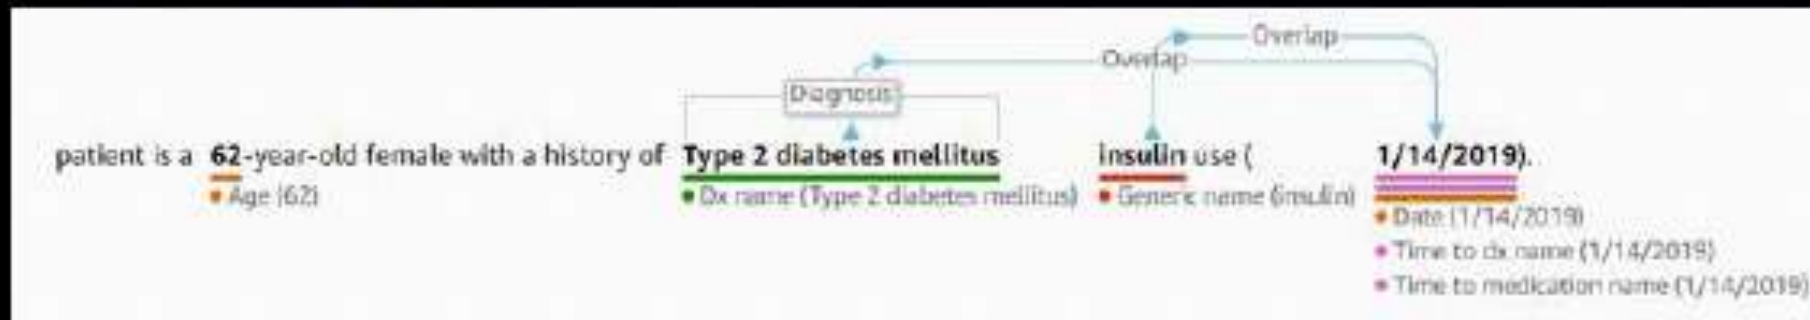 Overlap
Overlap
Diagnosis
patient is a 62-year-old female with a history of Type 2 diabetes mellitus insulin use ( 1/14/2019).
• Age (62) • Dx name (Type 2 diabetes mellitus) • Generic name (insulin)
• Date (1/14/2019)
• Time to dx name (1/14/2019)
• Time to medication name (1/14/2019)